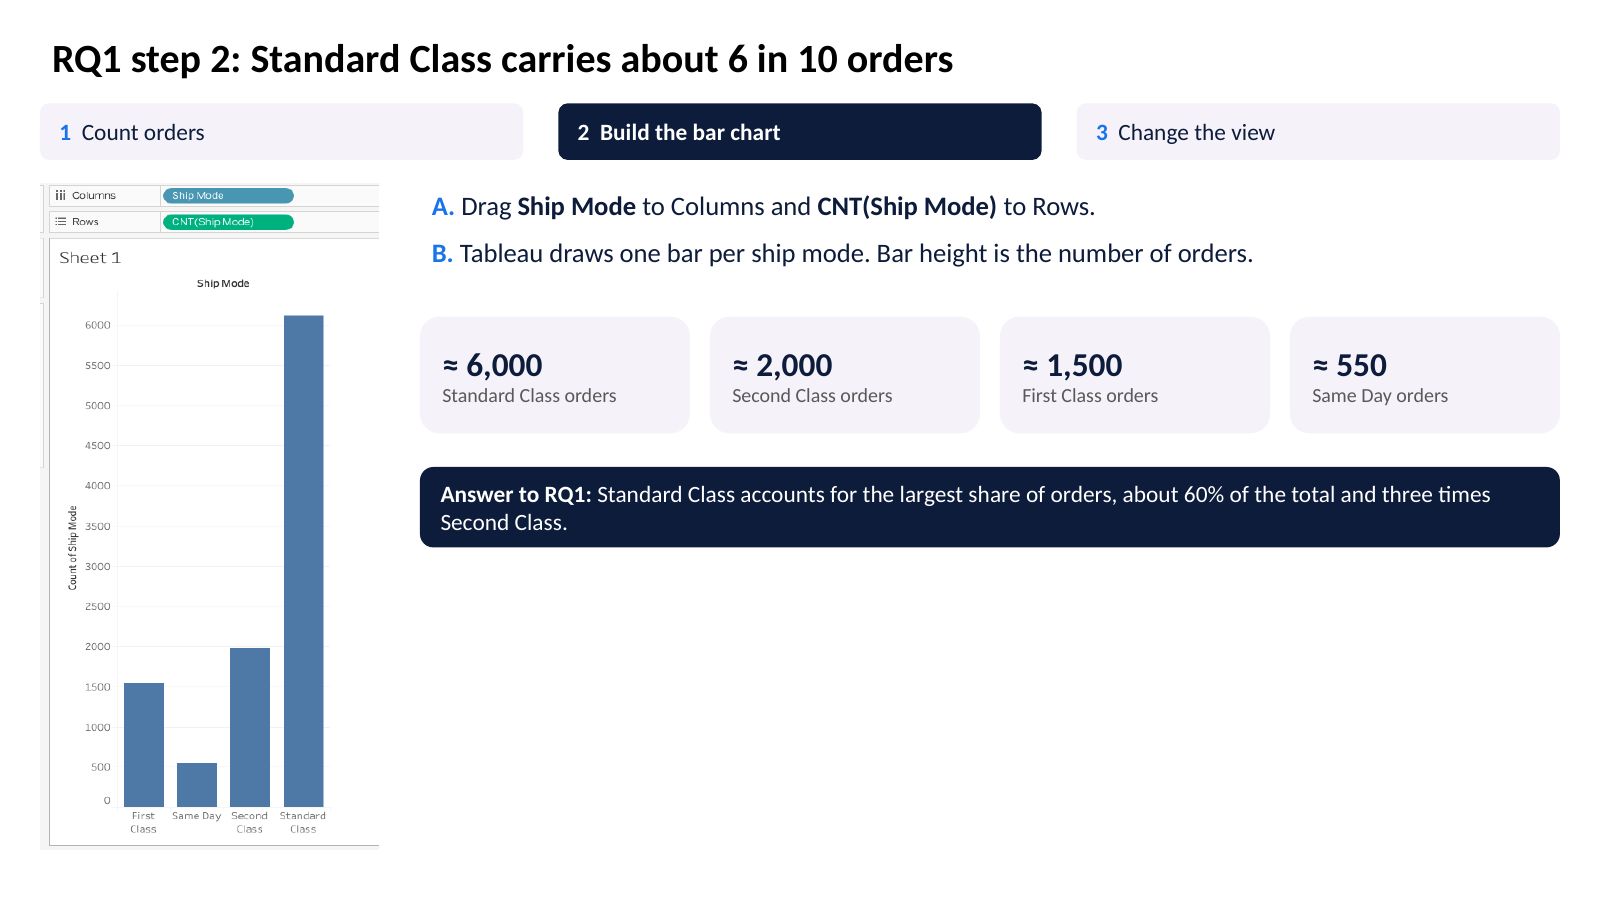 RQ1 step 2: Standard Class carries about 6 in 10 orders
1 Count orders
2 Build the bar chart
3 Change the view
Columns
Ship Mode
Rows
CNT(Ship Mode)
Sheet 1
Ship Mode
Count of Ship Mode
6000
5500
5000
4500
4000
3500
3000
2500
2000
1500
1000
500
0
First Class
Same Day
Second Class
Standard Class
A. Drag Ship Mode to Columns and CNT(Ship Mode) to Rows.
B. Tableau draws one bar per ship mode. Bar height is the number of orders.
≈ 6,000
Standard Class orders
≈ 2,000
Second Class orders
≈ 1,500
First Class orders
≈ 550
Same Day orders
Answer to RQ1: Standard Class accounts for the largest share of orders, about 60% of the total and three times
Second Class.